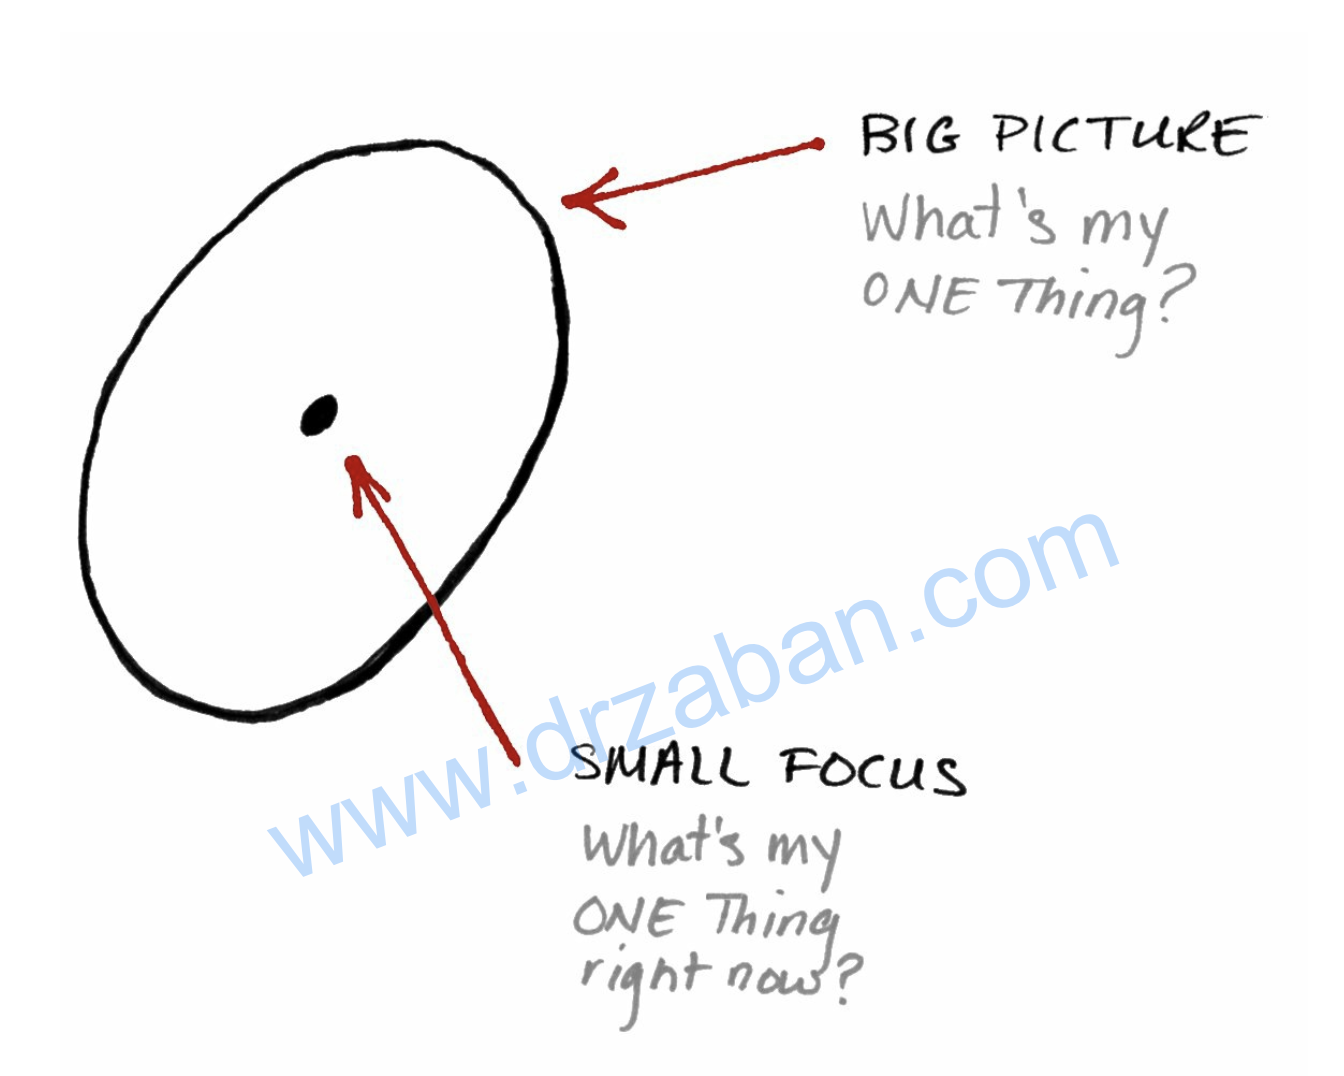 BIG PICTURE
What's my
ONE Thing?
www.drzaban.com
SMALL FOCUS
What's my
ONE Thing
right now?